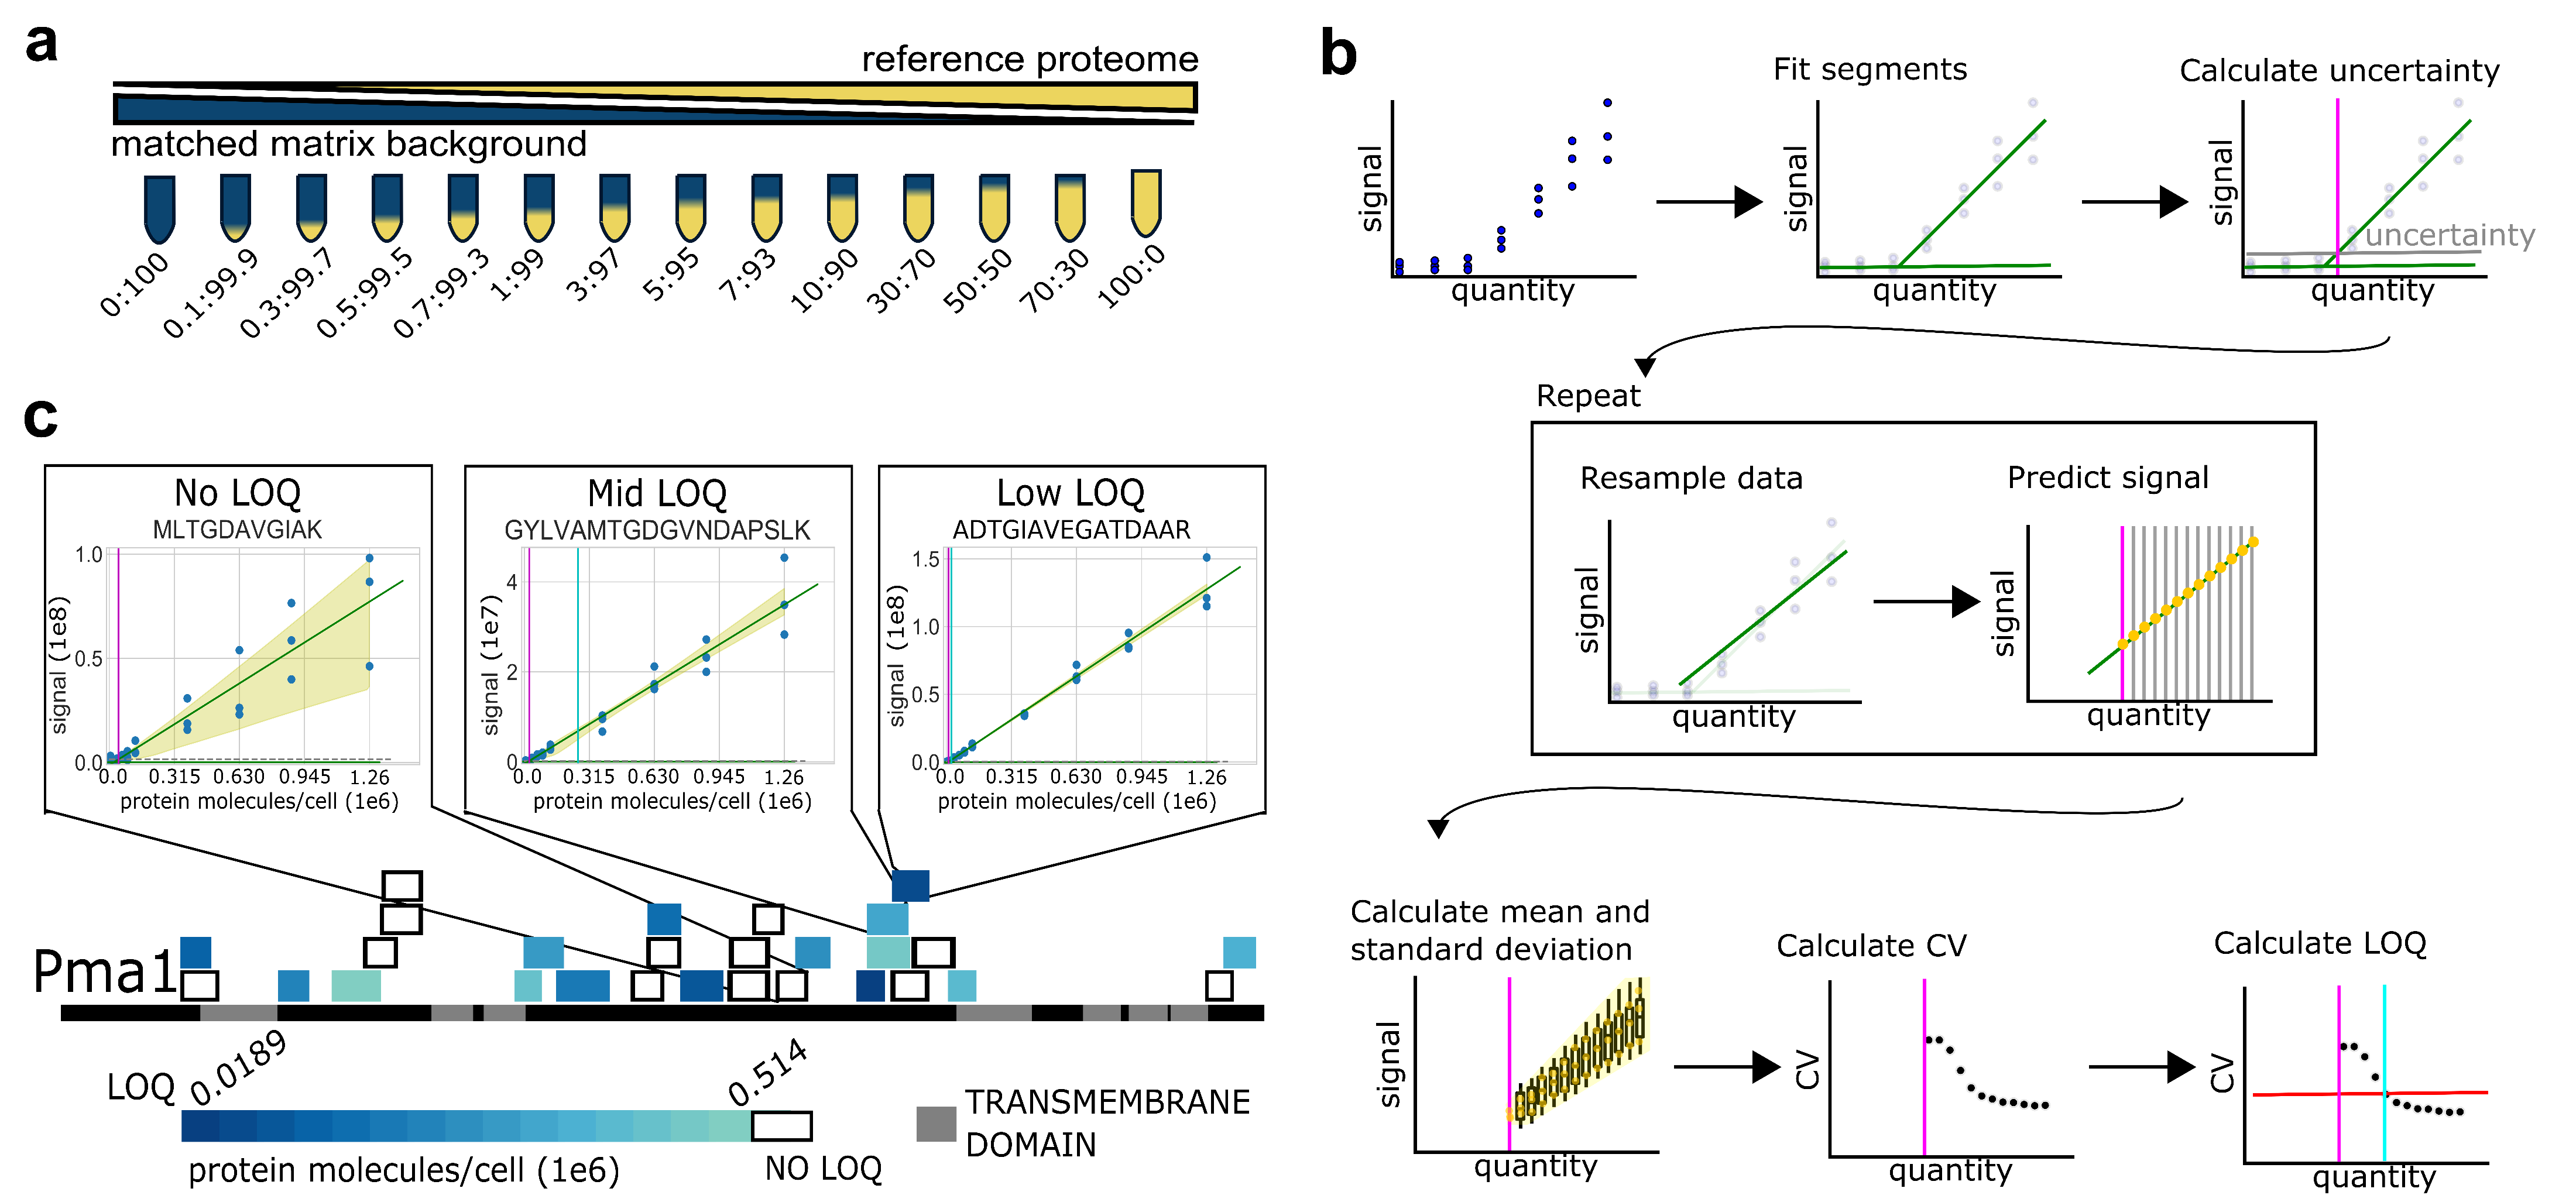 a
reference proteome
matched matrix background
0:100
0.1:99.9
0.3:99.7
0.5:99.5
0.7:99.3
1:99
3:97
5:95
7:93
10:90
30:70
50:50
70:30
100:0
b
signal
quantity
Fit segments
signal
quantity
Calculate uncertainty
signal
uncertainty
quantity
Repeat
Resample data
signal
quantity
Predict signal
signal
quantity
Calculate mean and
standard deviation
signal
quantity
Calculate CV
CV
quantity
Calculate LOQ
CV
quantity
c
No LOQ
MLTGDAVGIAK
signal (1e8)
1.0
0.5
0.0
0.0 0.315 0.630 0.945 1.26
protein molecules/cell (1e6)
Mid LOQ
GYLVAMTGDGVNDAPSLK
signal (1e7)
4
2
0
0.0 0.315 0.630 0.945 1.26
protein molecules/cell (1e6)
Low LOQ
ADTGIAVEGATDAAR
signal (1e8)
1.5
1.0
0.5
0.0
0.0 0.315 0.630 0.945 1.26
protein molecules/cell (1e6)
Pma1
LOQ
0.0189
0.514
protein molecules/cell (1e6)
NO LOQ
TRANSMEMBRANE
DOMAIN